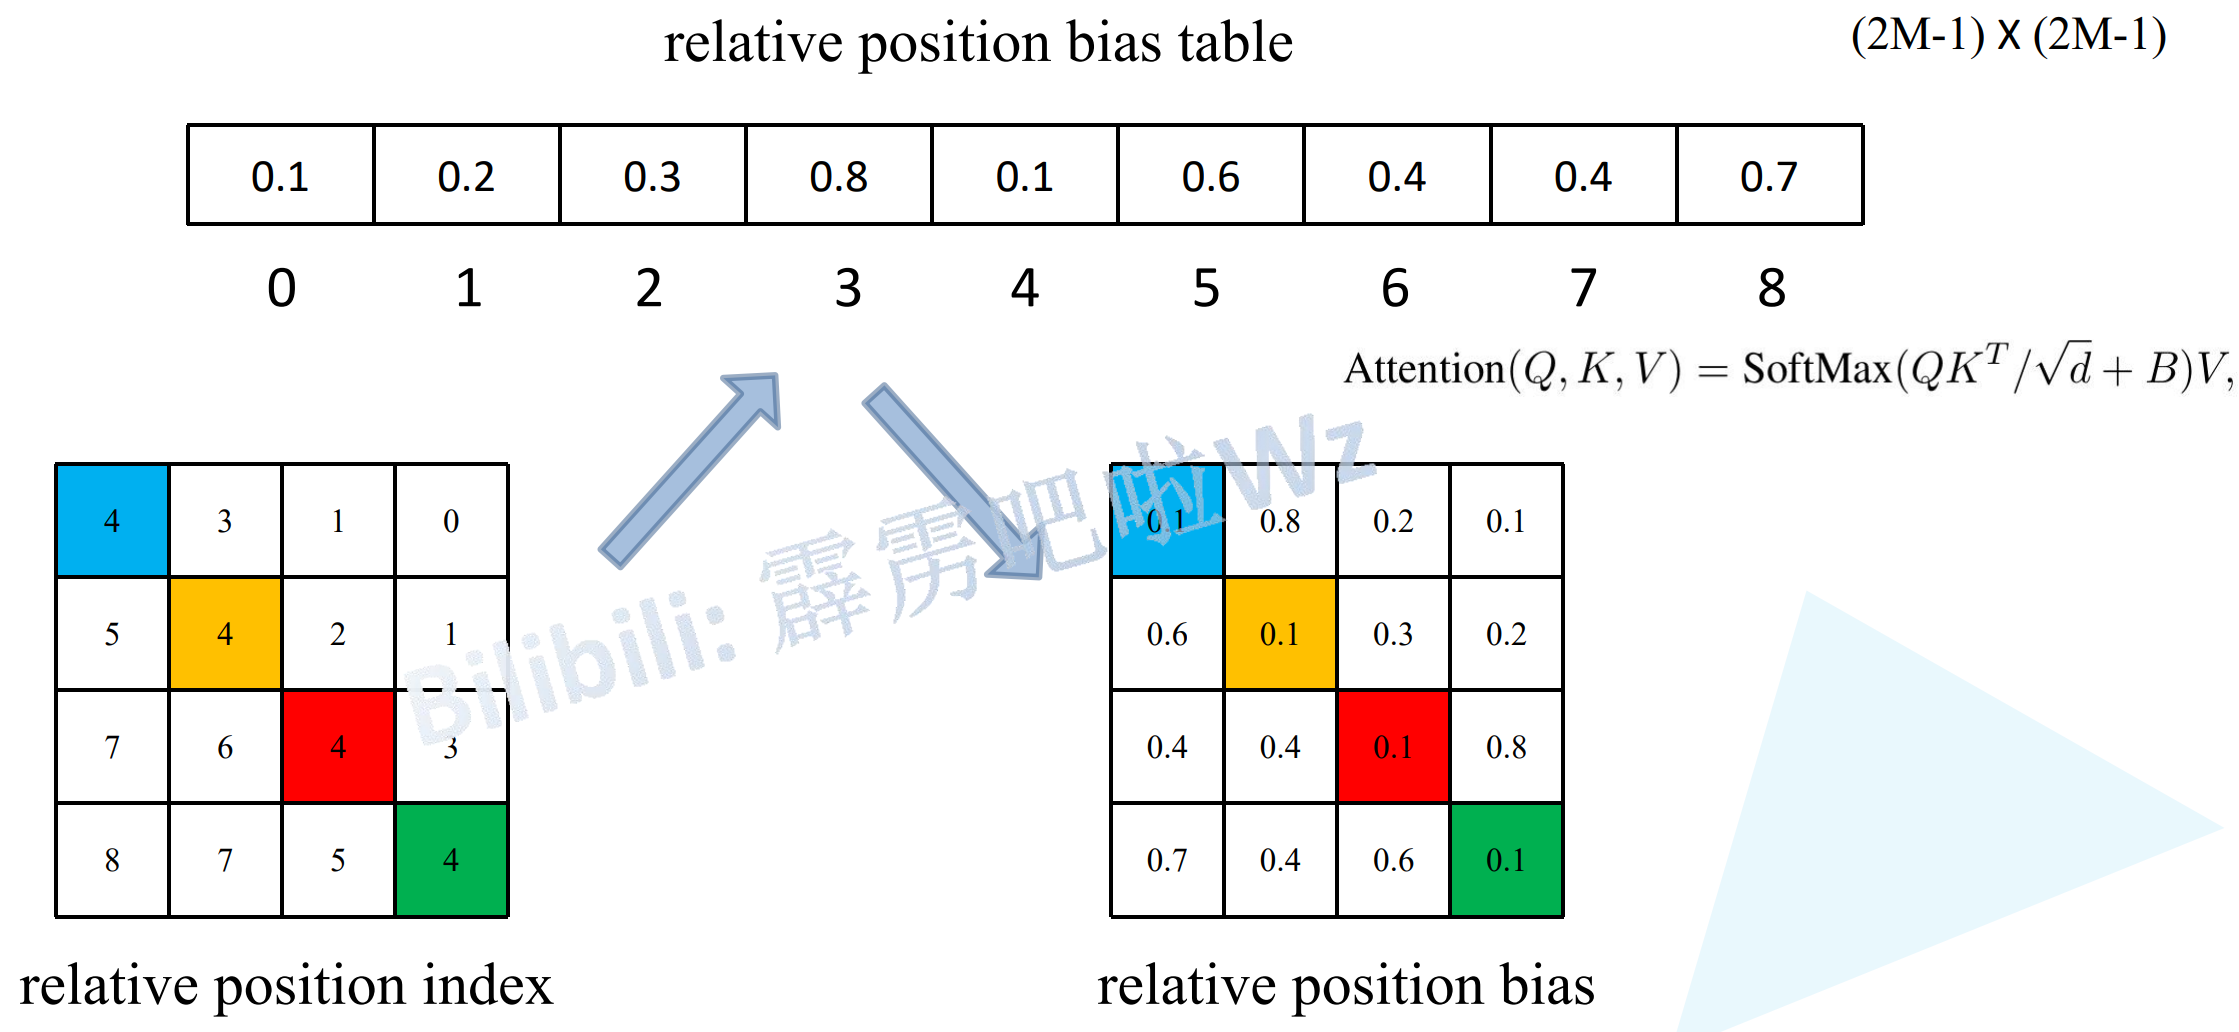 relative position bias table
(2M-1) X (2M-1)
0.1 0.2 0.3 0.8 0.1 0.6 0.4 0.4 0.7
0 1 2 3 4 5 6 7 8
Attention(Q, K, V) = SoftMax(QK^T/√d + B)V,
4 3 1 0
5 4 2 1
7 6 4 3
8 7 5 4
relative position index
0.1 0.8 0.2 0.1
0.6 0.1 0.3 0.2
0.4 0.4 0.1 0.8
0.7 0.4 0.6 0.1
relative position bias
Bilibili: 霹雳吧啦Wz